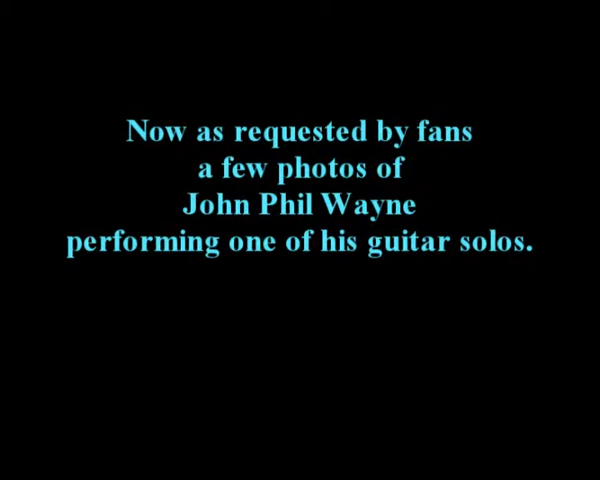 Now as requested by fans
a few photos of
John Phil Wayne
performing one of his guitar solos.